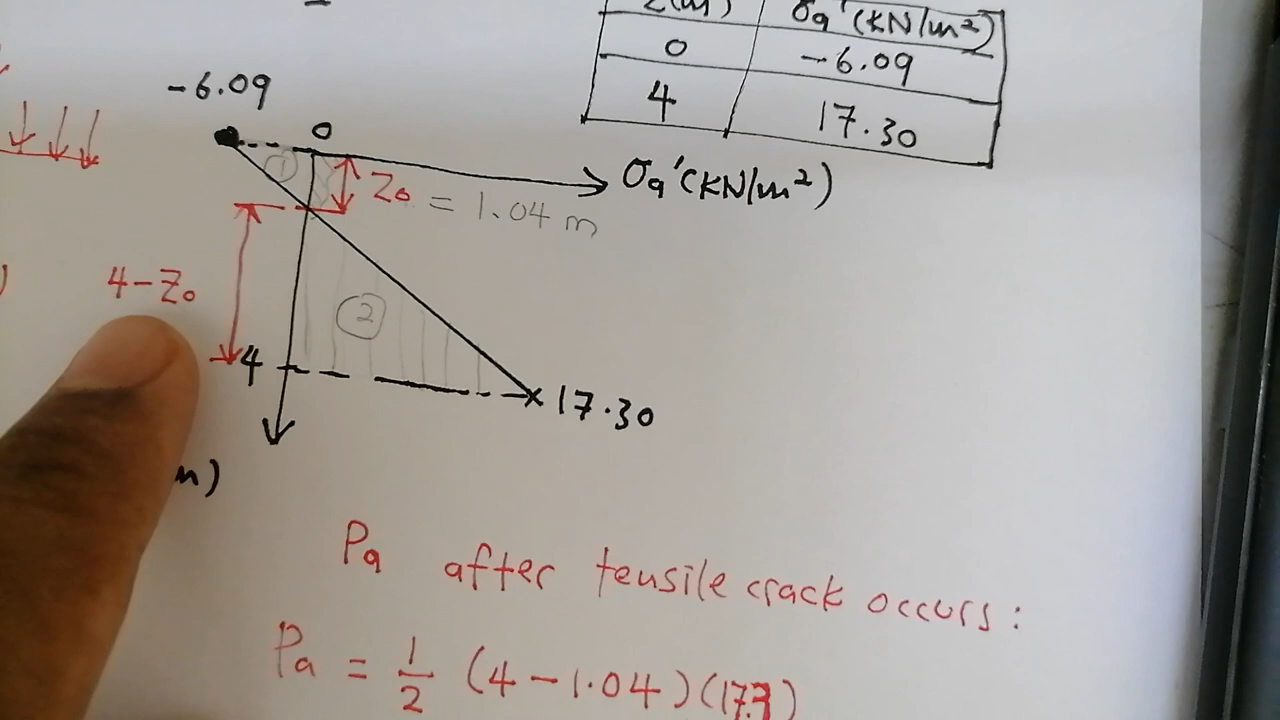 z(m) σa'(KN/m²)
0 -6.09
4 17.30
-6.09
0
σa'(KN/m²)
①
Zo = 1.04 m
4-Zo
②
4
17.30
m)
Pa after tensile crack occurs:
Pa = 1/2 (4-1.04)(17.3)